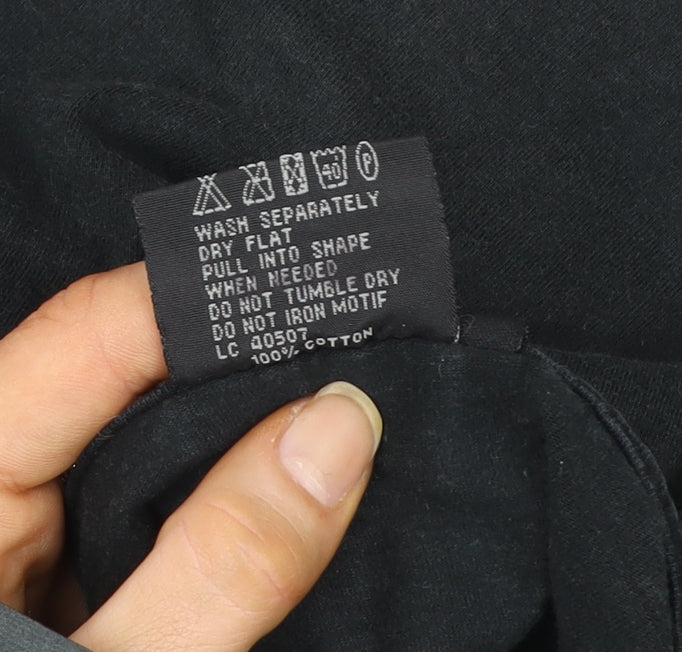 40 P
WASH SEPARATELY
DRY FLAT
PULL INTO SHAPE
WHEN NEEDED
DO NOT TUMBLE DRY
DO NOT IRON MOTIF
LC 40507
100% COTTON